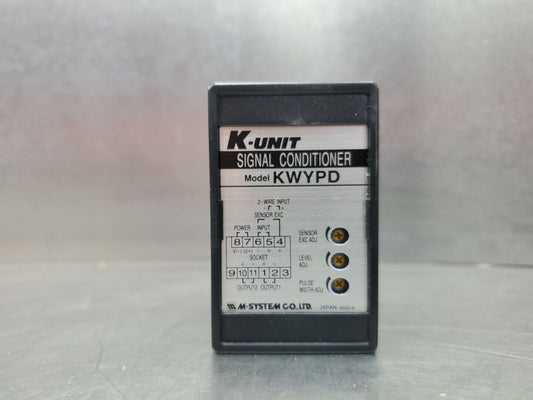 K-UNIT
SIGNAL CONDITIONER
Model KWYPD
2-WIRE INPUT
- +
SENSOR EXC
POWER INPUT
8 7 6 5 4
SOCKET
9 10 11 1 2 3
OUTPUT2 OUTPUT1
SENSOR
EXC ADJ
LEVEL
ADJ
PULSE
WIDTH ADJ
M-SYSTEM CO., LTD. JAPAN